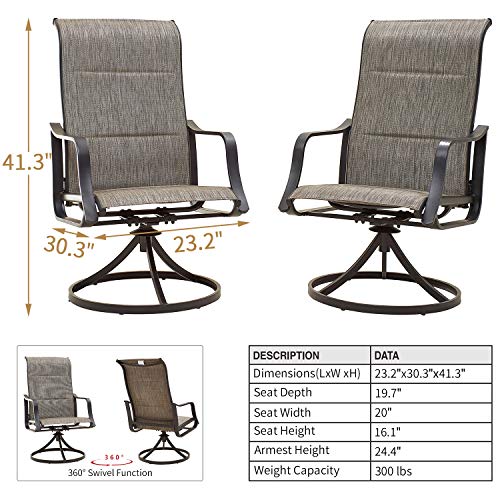 41.3"
30.3"
23.2"
360°
360° Swivel Function
DESCRIPTION DATA
Dimensions(LxW xH) 23.2"x30.3"x41.3"
Seat Depth 19.7"
Seat Width 20"
Seat Height 16.1"
Armest Height 24.4"
Weight Capacity 300 lbs